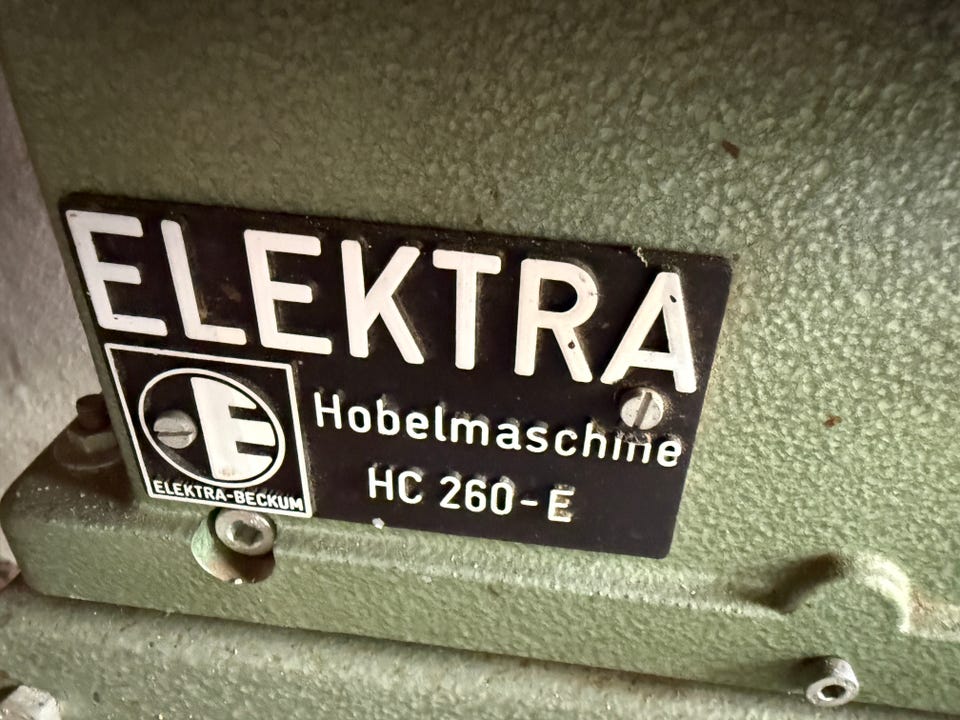 ELEKTRA
E
ELEKTRA-BECKUM
Hobelmaschine
HC 260-E